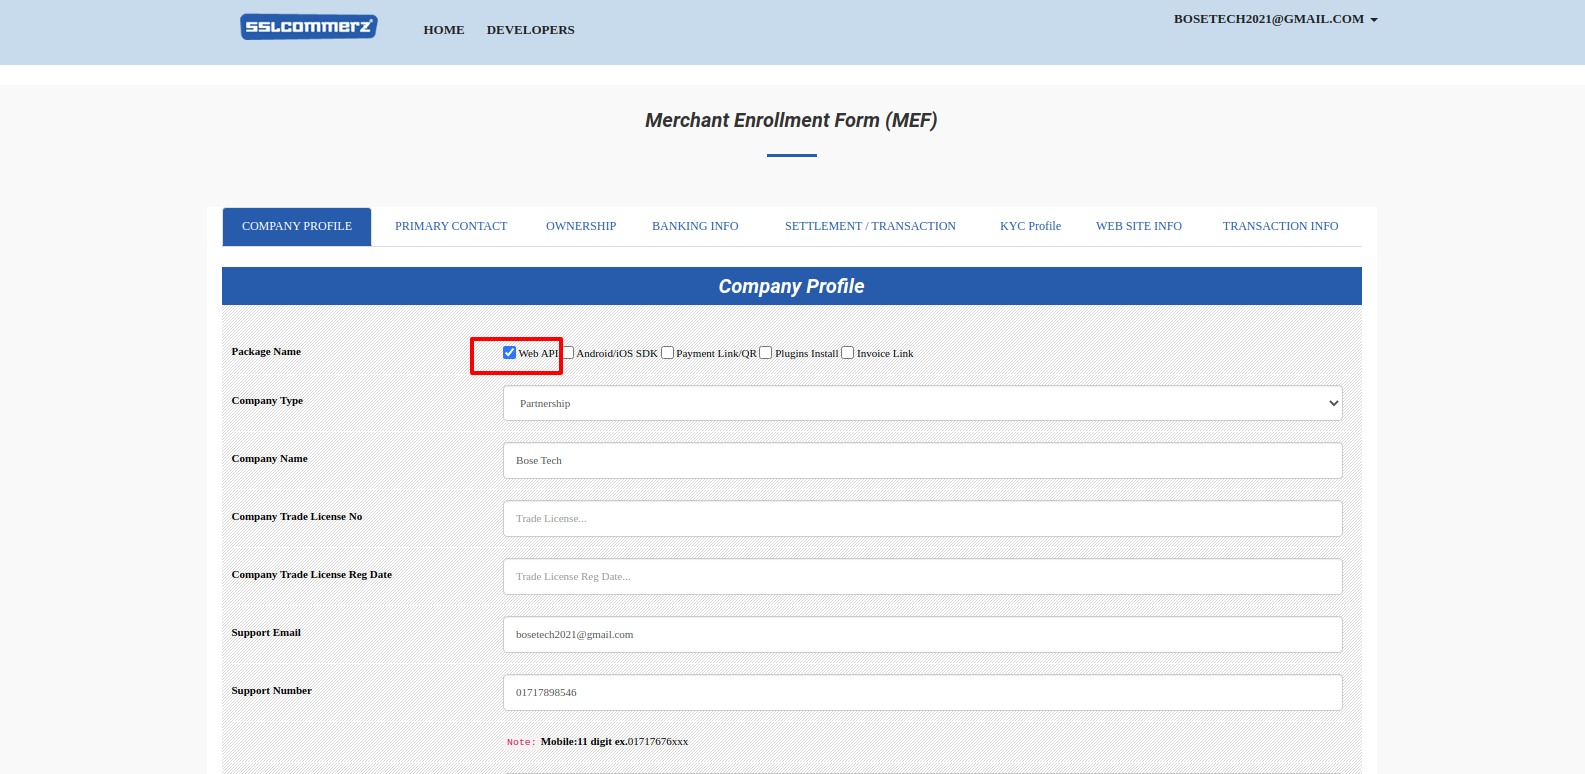 SSLCOMMERZ HOME DEVELOPERS BOSETECH2021@GMAIL.COM
Merchant Enrollment Form (MEF)
COMPANY PROFILE PRIMARY CONTACT OWNERSHIP BANKING INFO SETTLEMENT / TRANSACTION KYC Profile WEB SITE INFO TRANSACTION INFO
Company Profile
Package Name Web API Android/iOS SDK Payment Link/QR Plugins Install Invoice Link
Company Type Partnership
Company Name Bose Tech
Company Trade License No Trade License...
Company Trade License Reg Date Trade License Reg Date...
Support Email bosetech2021@gmail.com
Support Number 01717898546
Note: Mobile:11 digit ex.01717676xxx